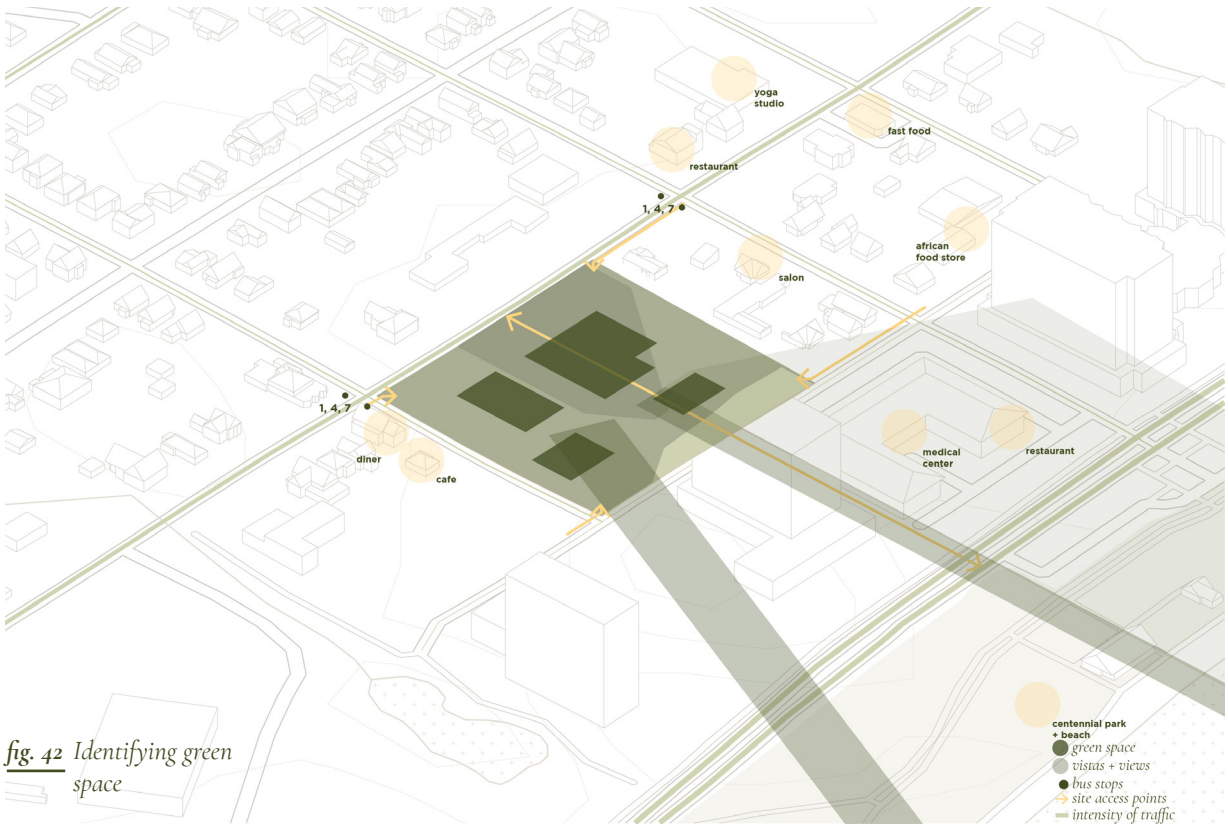 yoga
studio
fast food
restaurant
1, 4, 7
african
food store
salon
1, 4, 7
diner
cafe
medical
center
restaurant
centennial park
+ beach
green space
vistas + views
bus stops
site access points
intensity of traffic
fig. 42 Identifying green
space